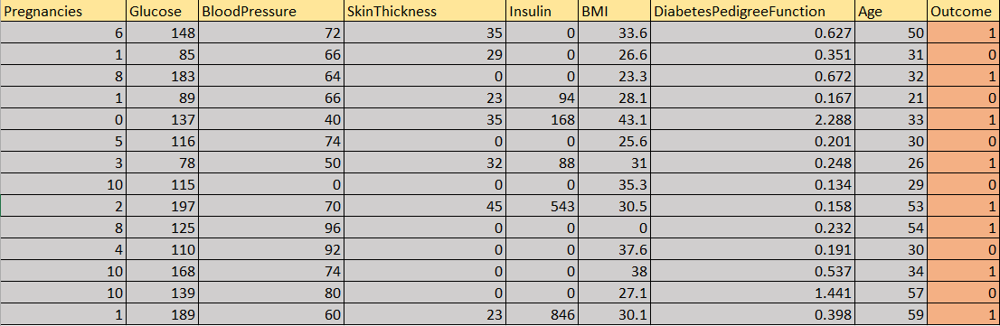 Pregnancies Glucose BloodPressure SkinThickness Insulin BMI DiabetesPedigreeFunction Age Outcome
6 148 72 35 0 33.6 0.627 50 1
1 85 66 29 0 26.6 0.351 31 0
8 183 64 0 0 23.3 0.672 32 1
1 89 66 23 94 28.1 0.167 21 0
0 137 40 35 168 43.1 2.288 33 1
5 116 74 0 0 25.6 0.201 30 0
3 78 50 32 88 31 0.248 26 1
10 115 0 0 0 35.3 0.134 29 0
2 197 70 45 543 30.5 0.158 53 1
8 125 96 0 0 0 0.232 54 1
4 110 92 0 0 37.6 0.191 30 0
10 168 74 0 0 38 0.537 34 1
10 139 80 0 0 27.1 1.441 57 0
1 189 60 23 846 30.1 0.398 59 1